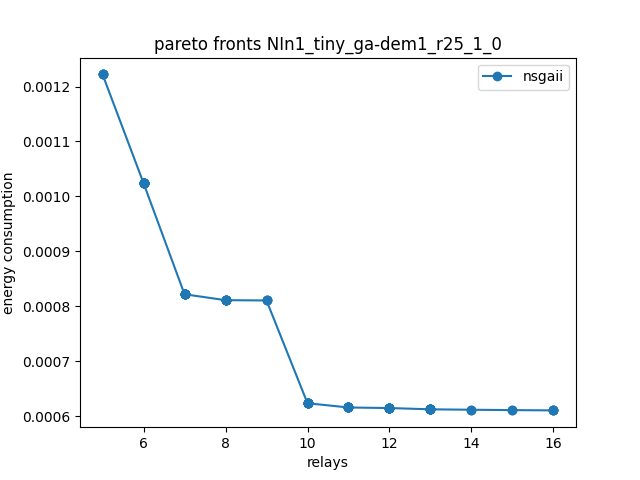 pareto fronts NIn1_tiny_ga-dem1_r25_1_0
nsgaii
energy consumption
0.0012
0.0011
0.0010
0.0009
0.0008
0.0007
0.0006
6 8 10 12 14 16
relays